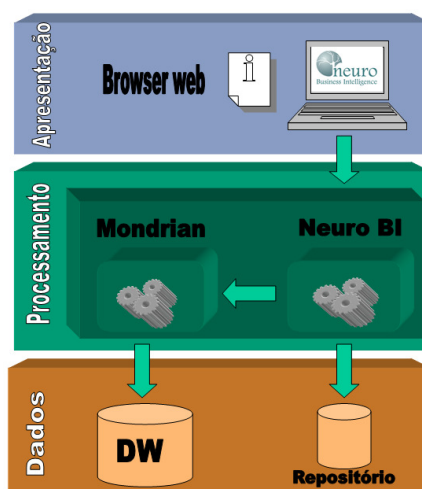 Apresentação
Browser web
i
neuro
Business Intelligence
Processamento
Mondrian
Neuro BI
Dados
DW
Repositório